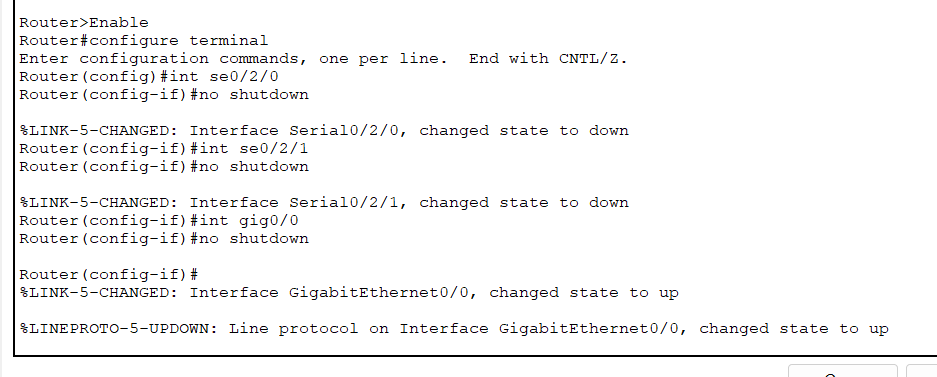 Router>Enable
Router#configure terminal
Enter configuration commands, one per line.  End with CNTL/Z.
Router(config)#int se0/2/0
Router(config-if)#no shutdown
%LINK-5-CHANGED: Interface Serial0/2/0, changed state to down
Router(config-if)#int se0/2/1
Router(config-if)#no shutdown
%LINK-5-CHANGED: Interface Serial0/2/1, changed state to down
Router(config-if)#int gig0/0
Router(config-if)#no shutdown
Router(config-if)#
%LINK-5-CHANGED: Interface GigabitEthernet0/0, changed state to up
%LINEPROTO-5-UPDOWN: Line protocol on Interface GigabitEthernet0/0, changed state to up